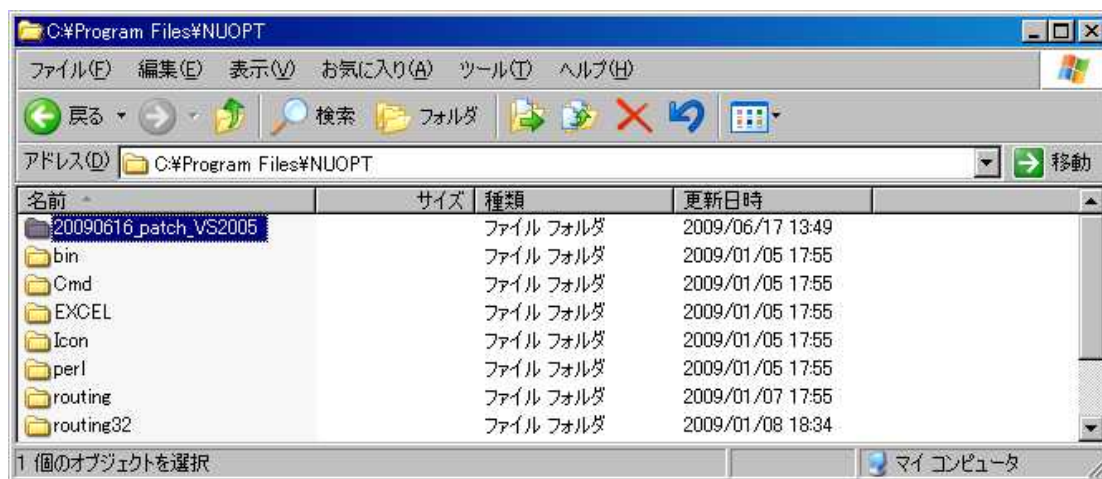 C:¥Program Files¥NUOPT
ファイル(F) 編集(E) 表示(V) お気に入り(A) ツール(T) ヘルプ(H)
戻る 検索 フォルダ
アドレス(D) C:¥Program Files¥NUOPT 移動
名前 サイズ 種類 更新日時
20090616_patch_VS2005 ファイル フォルダ 2009/06/17 13:49
bin ファイル フォルダ 2009/01/05 17:55
Cmd ファイル フォルダ 2009/01/05 17:55
EXCEL ファイル フォルダ 2009/01/05 17:55
Icon ファイル フォルダ 2009/01/05 17:55
perl ファイル フォルダ 2009/01/05 17:55
routing ファイル フォルダ 2009/01/07 17:55
routing32 ファイル フォルダ 2009/01/08 18:34
1 個のオブジェクトを選択 マイ コンピュータ